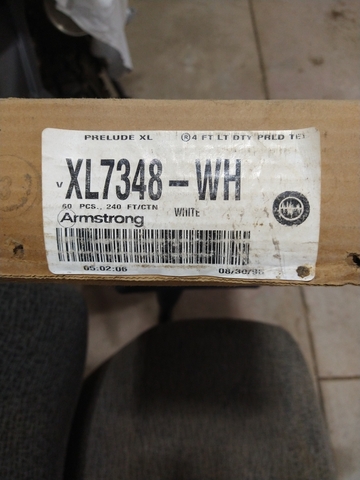 PRELUDE XL ®4 FT LT DTY PRED TEE
V XL7348-WH
60 PCS., 240 FT/CTN WHITE
Armstrong
05:02:06